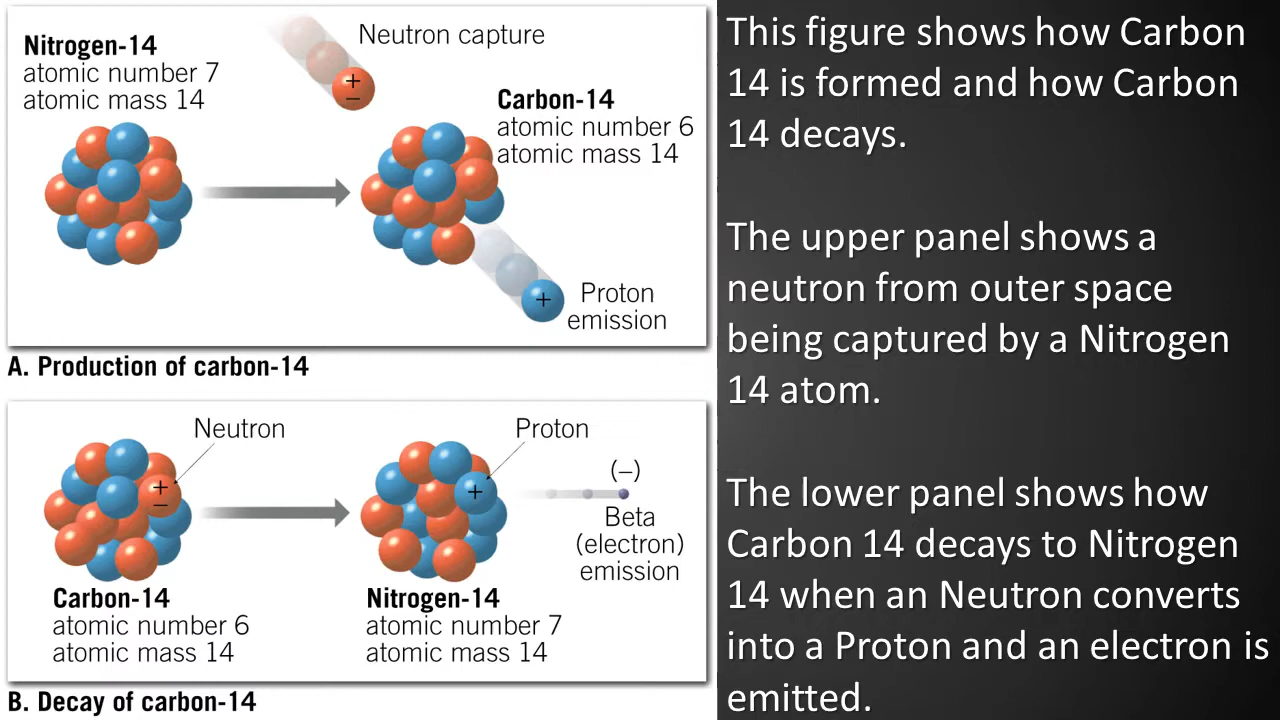 Nitrogen-14
atomic number 7
atomic mass 14
Neutron capture
+
−
Carbon-14
atomic number 6
atomic mass 14
+
Proton
emission
A. Production of carbon-14
Neutron
+
−
Carbon-14
atomic number 6
atomic mass 14
Proton
+
(−)
Beta
(electron)
emission
Nitrogen-14
atomic number 7
atomic mass 14
B. Decay of carbon-14
This figure shows how Carbon
14 is formed and how Carbon
14 decays.
The upper panel shows a
neutron from outer space
being captured by a Nitrogen
14 atom.
The lower panel shows how
Carbon 14 decays to Nitrogen
14 when an Neutron converts
into a Proton and an electron is
emitted.